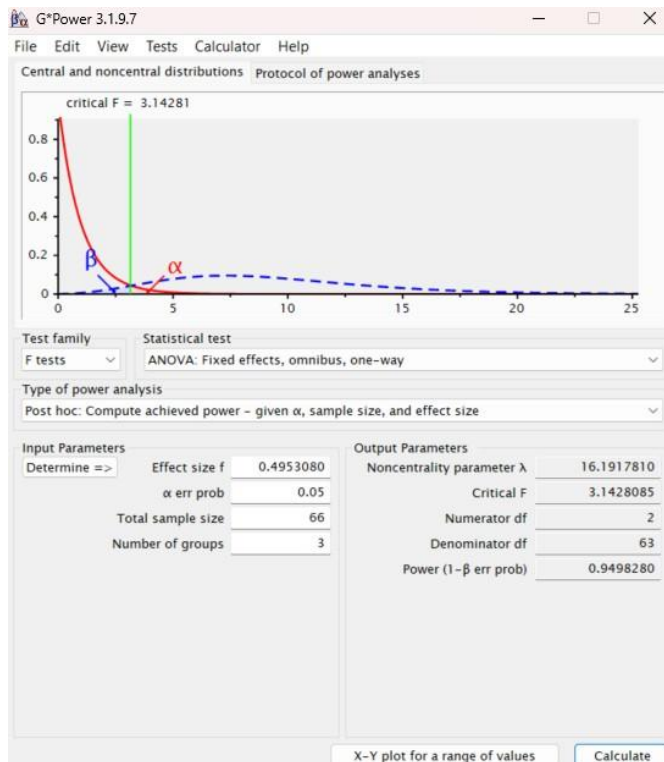 G*Power 3.1.9.7
File Edit View Tests Calculator Help
Central and noncentral distributions Protocol of power analyses
critical F = 3.14281
0.8
0.6
0.4
0.2
0
β
α
0 5 10 15 20 25
Test family Statistical test
F tests ANOVA: Fixed effects, omnibus, one-way
Type of power analysis
Post hoc: Compute achieved power – given α, sample size, and effect size
Input Parameters Output Parameters
Determine => Effect size f 0.4953080 Noncentrality parameter λ 16.1917810
α err prob 0.05 Critical F 3.1428085
Total sample size 66 Numerator df 2
Number of groups 3 Denominator df 63
Power (1-β err prob) 0.9498280
X-Y plot for a range of values Calculate